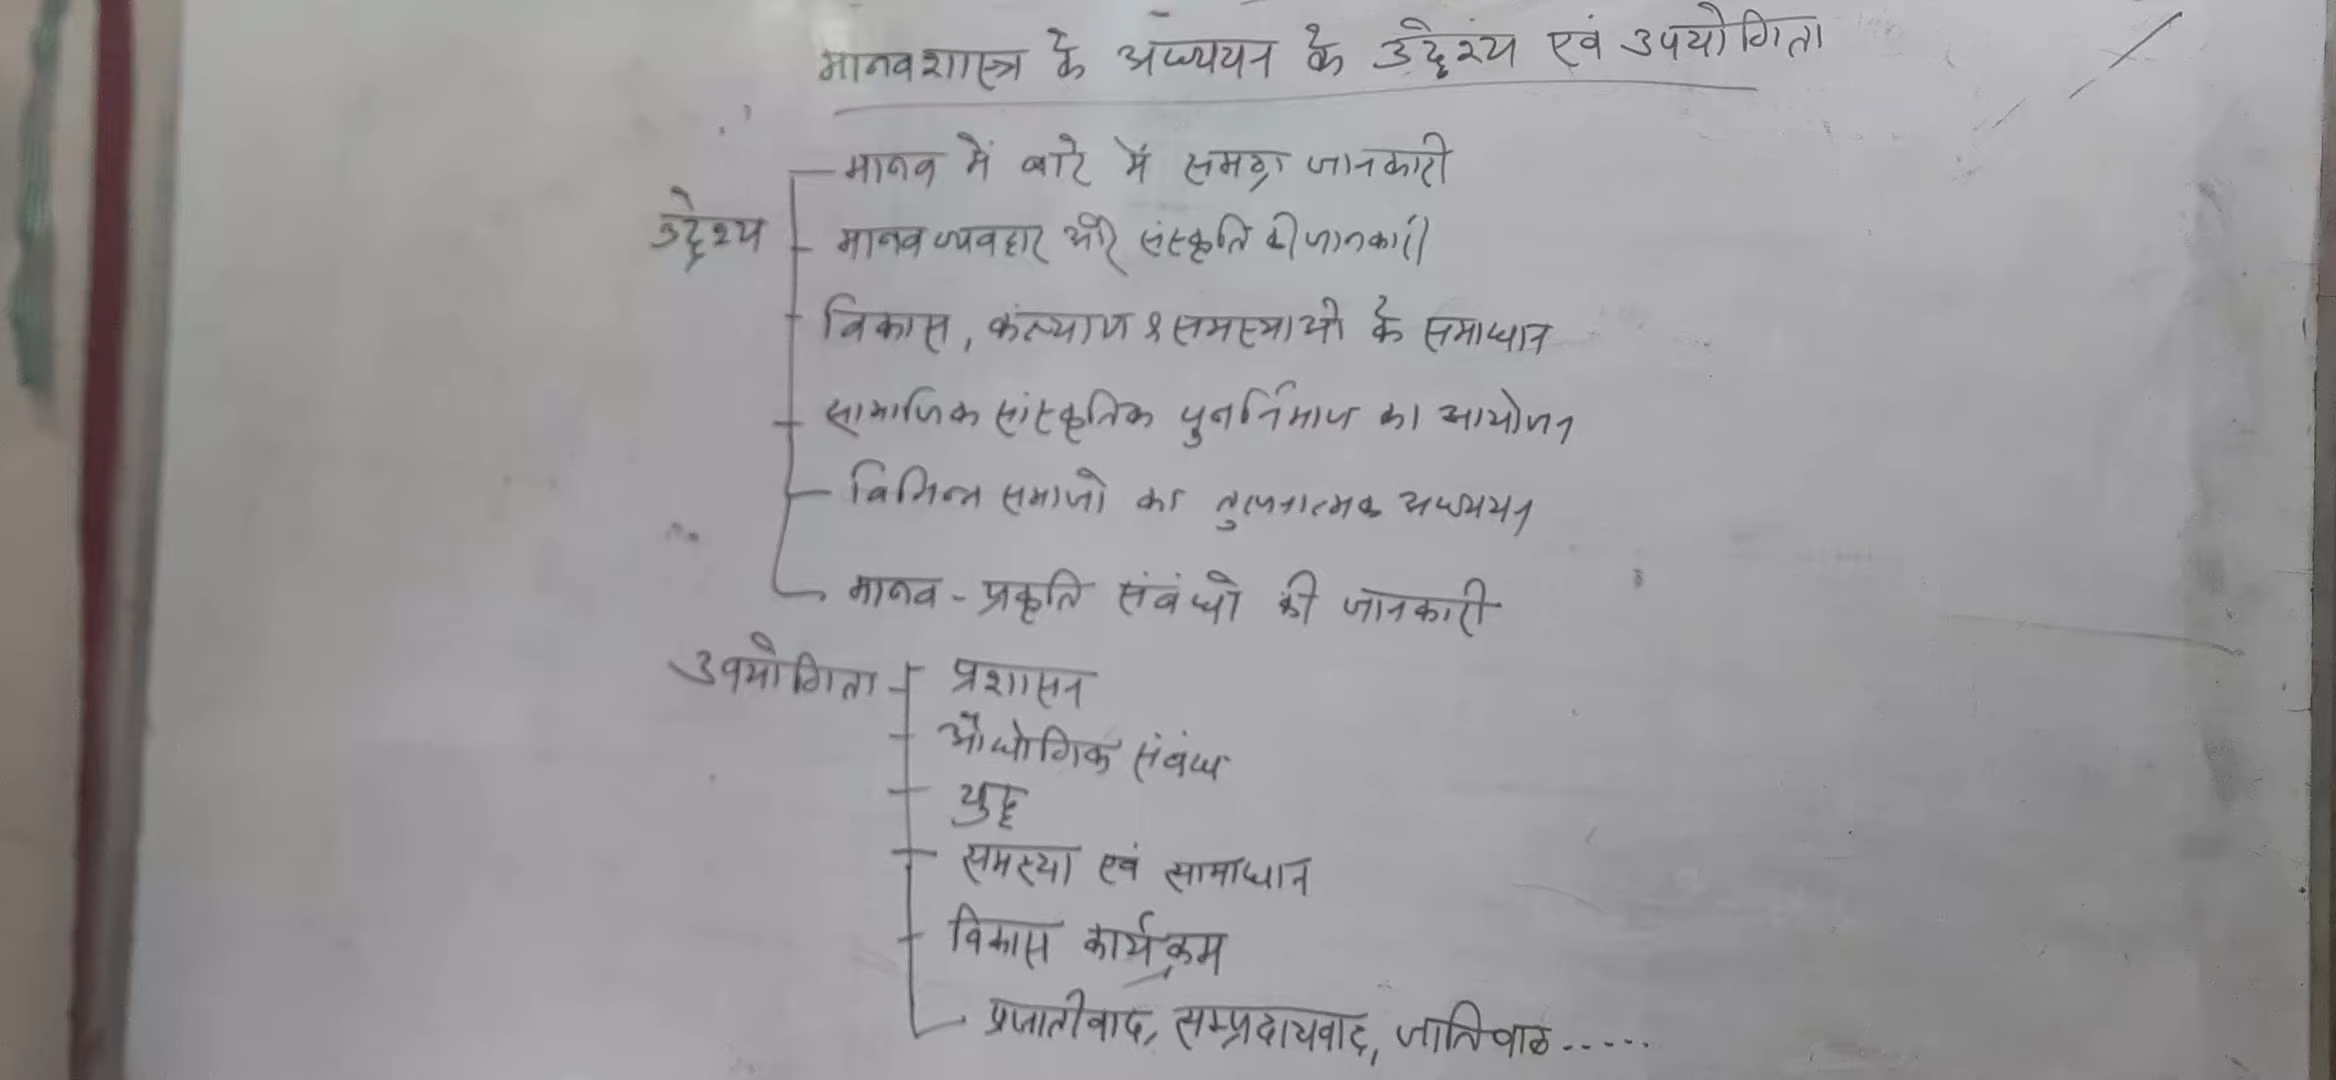 मानवशास्त्र के अध्ययन के उद्देश्य एवं उपयोगिता
मानव में बारे में समग्र जानकारी
उद्देश्य
मानव व्यवहार और संस्कृति की जानकारी
विकास, कल्याण & समस्याओ के समाधान
सामाजिक सांस्कृतिक पुनर्निमाण का आयोजन
विभिन्न समाजो का तुलनात्मक अध्ययन
मानव - प्रकृति संबंधो की जानकारी
उपयोगिता प्रशासन
औधोगिक संबंध
युद्ध
समस्या एवं सामाधान
विकास कार्यक्रम
प्रजातीवाद, सम्प्रदायवाद, जातिवाद.....